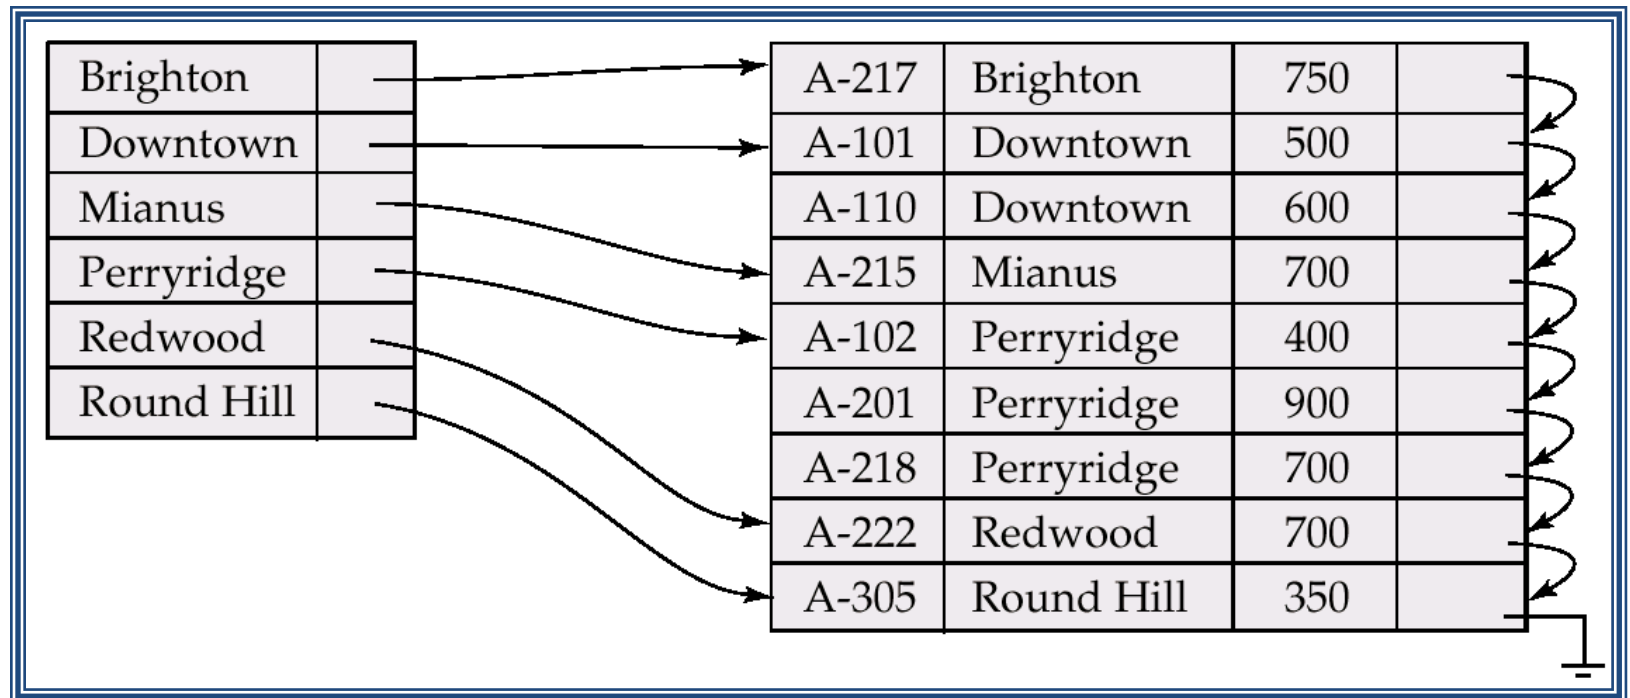 Brighton
Downtown
Mianus
Perryridge
Redwood
Round Hill
A-217 Brighton 750
A-101 Downtown 500
A-110 Downtown 600
A-215 Mianus 700
A-102 Perryridge 400
A-201 Perryridge 900
A-218 Perryridge 700
A-222 Redwood 700
A-305 Round Hill 350